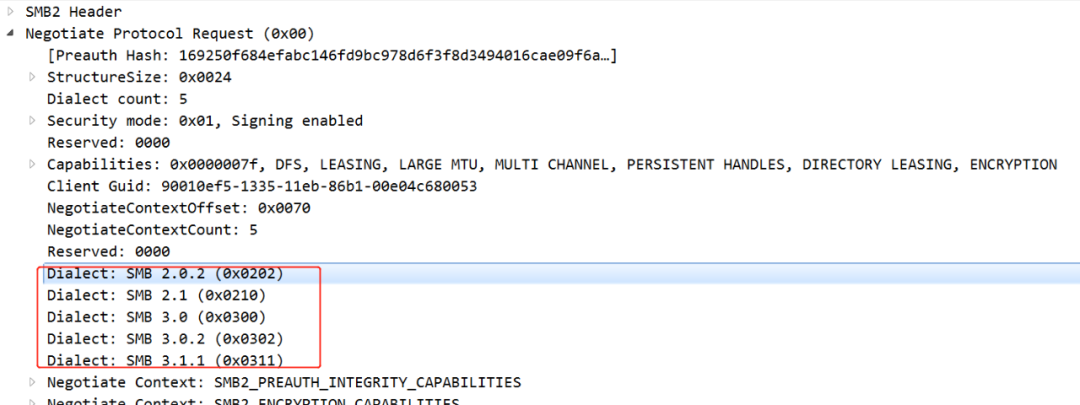 SMB2 Header
Negotiate Protocol Request (0x00)
[Preauth Hash: 169250f684efabc146fd9bc978d6f3f8d3494016cae09f6a…]
StructureSize: 0x0024
Dialect count: 5
Security mode: 0x01, Signing enabled
Reserved: 0000
Capabilities: 0x0000007f, DFS, LEASING, LARGE MTU, MULTI CHANNEL, PERSISTENT HANDLES, DIRECTORY LEASING, ENCRYPTION
Client Guid: 90010ef5-1335-11eb-86b1-00e04c680053
NegotiateContextOffset: 0x0070
NegotiateContextCount: 5
Reserved: 0000
Dialect: SMB 2.0.2 (0x0202)
Dialect: SMB 2.1 (0x0210)
Dialect: SMB 3.0 (0x0300)
Dialect: SMB 3.0.2 (0x0302)
Dialect: SMB 3.1.1 (0x0311)
Negotiate Context: SMB2_PREAUTH_INTEGRITY_CAPABILITIES
Negotiate Context: SMB2_ENCRYPTION_CAPABILITIES